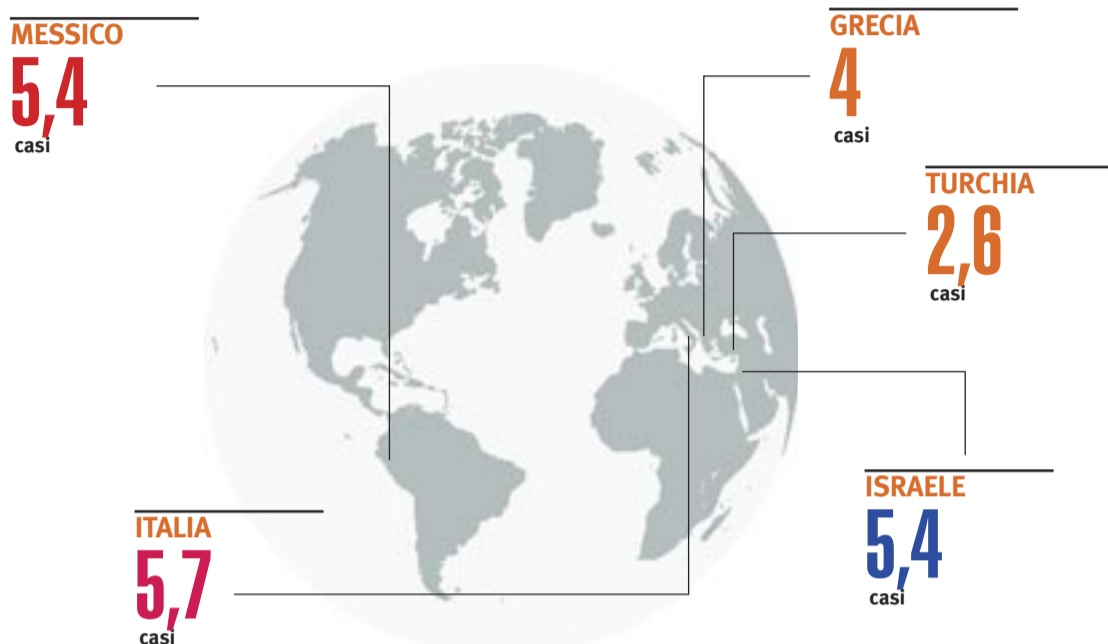 MESSICO
5,4
casi
GRECIA
4
casi
TURCHIA
2,6
casi
ISRAELE
5,4
casi
ITALIA
5,7
casi